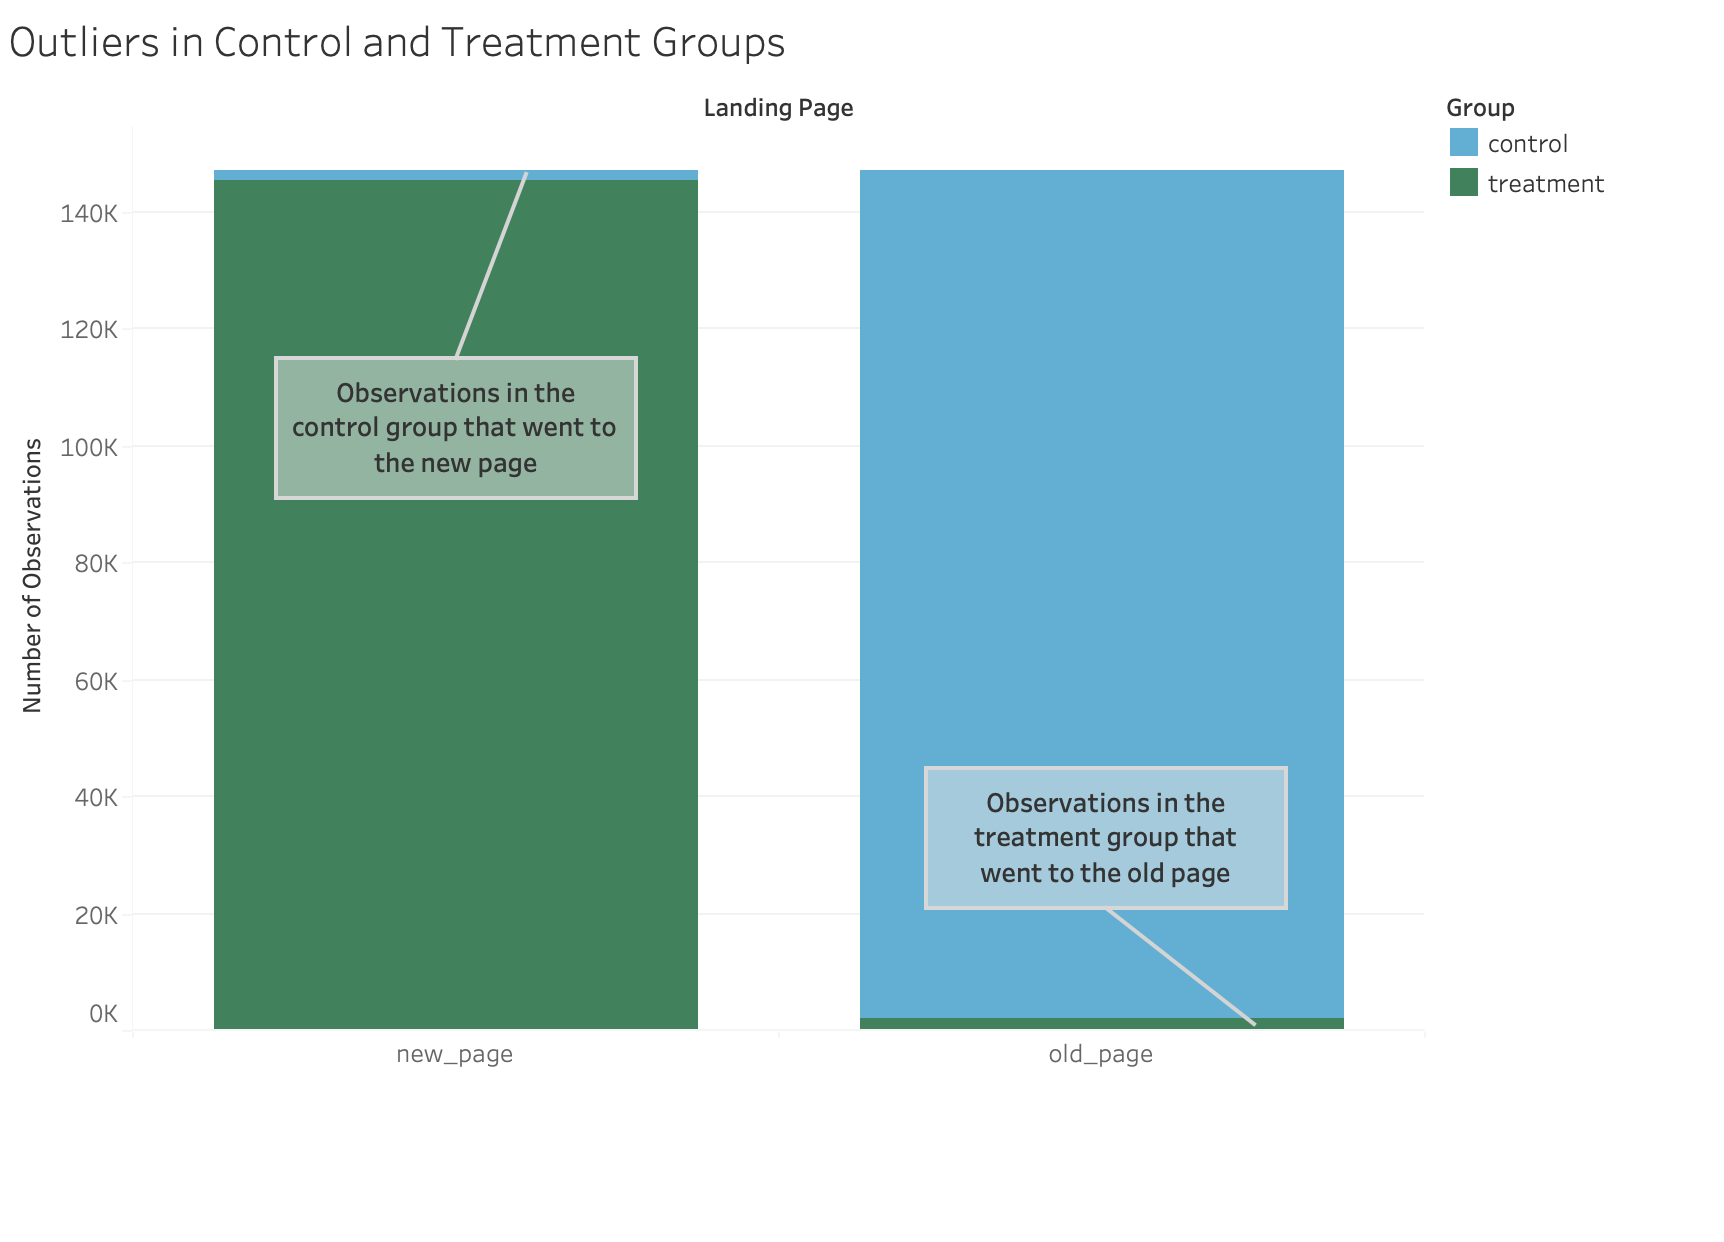 Outliers in Control and Treatment Groups
Landing Page
Group
control
treatment
140K
120K
100K
80K
60K
40K
20K
0K
Number of Observations
Observations in the
control group that went to
the new page
Observations in the
treatment group that
went to the old page
new_page
old_page